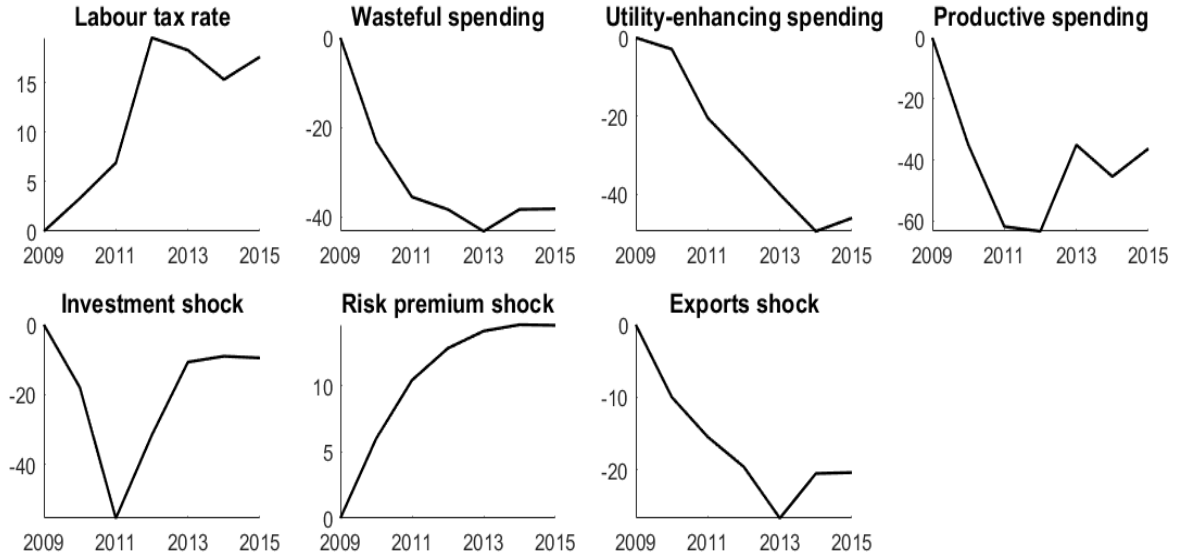 Labour tax rate
Wasteful spending
Utility-enhancing spending
Productive spending
15
10
5
0
2009 2011 2013 2015
0
-20
-40
2009 2011 2013 2015
0
-20
-40
2009 2011 2013 2015
0
-20
-40
-60
2009 2011 2013 2015
Investment shock
Risk premium shock
Exports shock
0
-20
-40
2009 2011 2013 2015
10
5
0
2009 2011 2013 2015
0
-10
-20
2009 2011 2013 2015